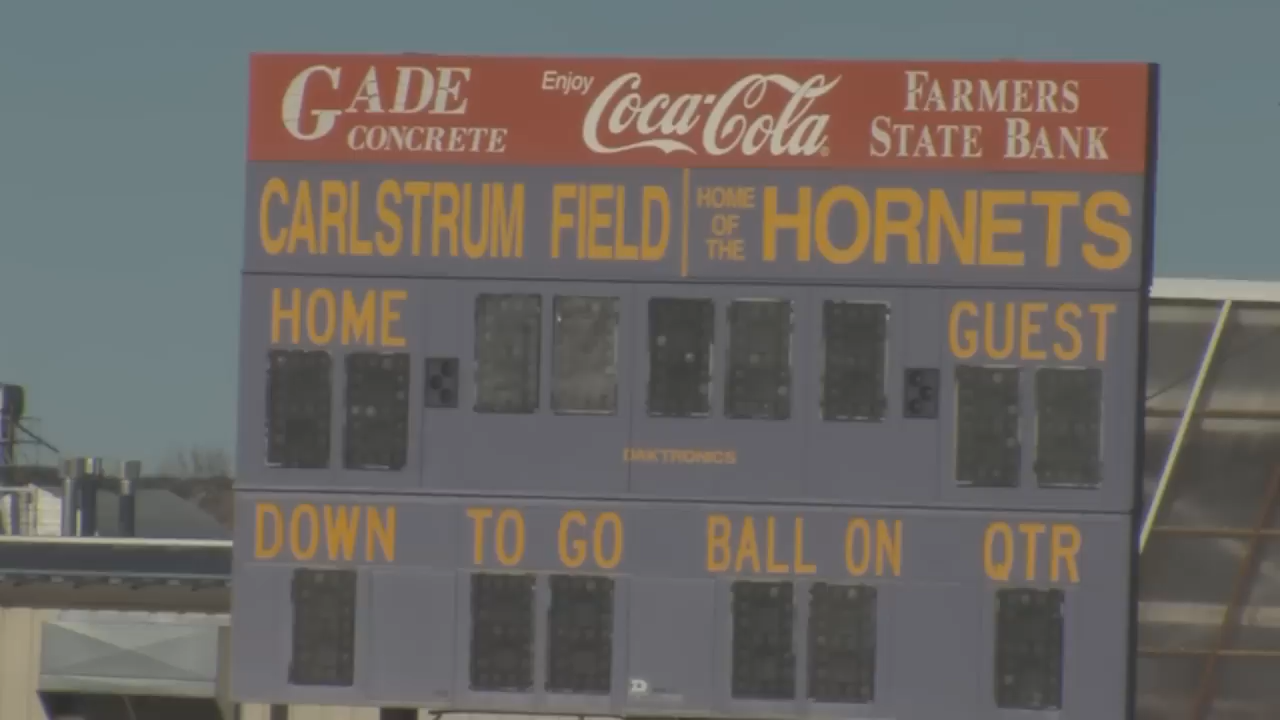 GADE CONCRETE
Enjoy Coca-Cola
FARMERS STATE BANK
CARLSTRUM FIELD
HOME OF THE HORNETS
HOME
GUEST
DAKTRONICS
DOWN TO GO BALL ON QTR